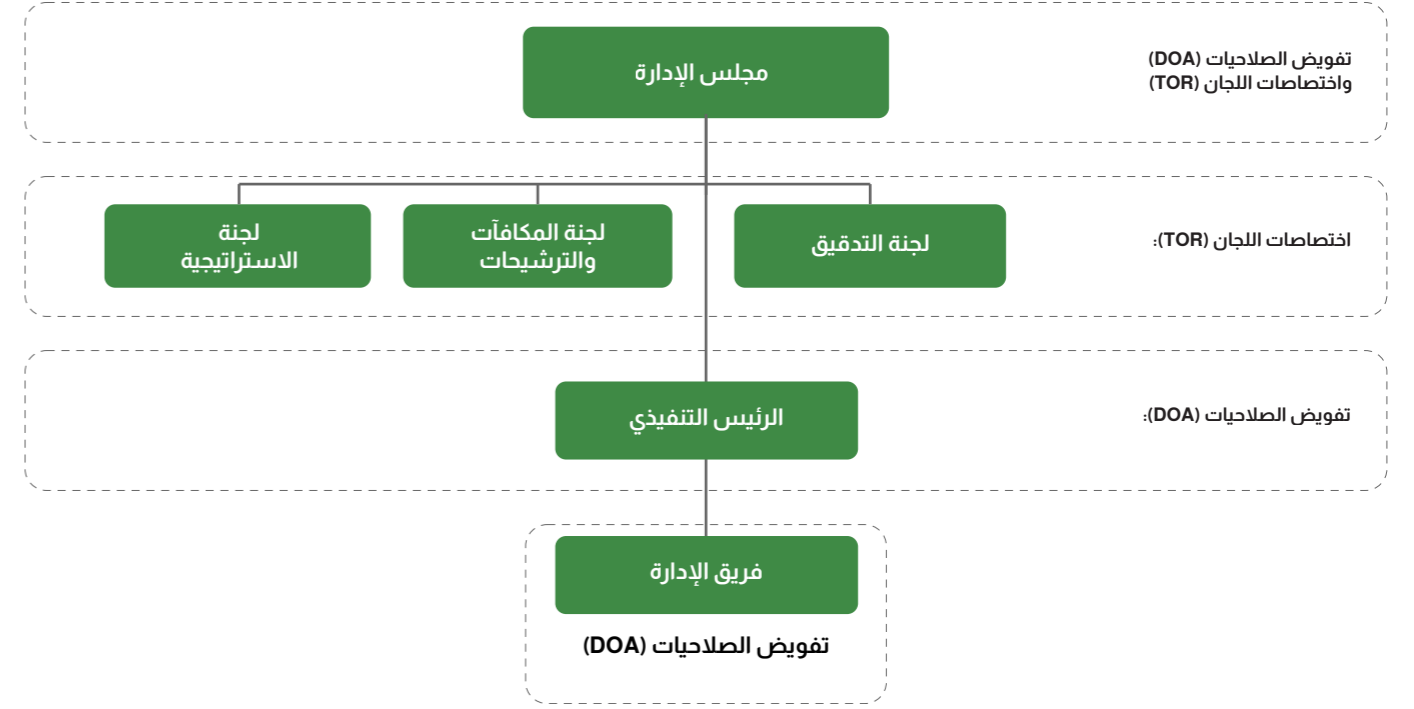 مجلس الإدارة
تفويض الصلاحيات (DOA)
واختصاصات اللجان (TOR)
اختصاصات اللجان (TOR):
لجنة التدقيق
لجنة المكافآت
والترشيحات
لجنة
الاستراتيجية
تفويض الصلاحيات (DOA):
الرئيس التنفيذي
فريق الإدارة
تفويض الصلاحيات (DOA)